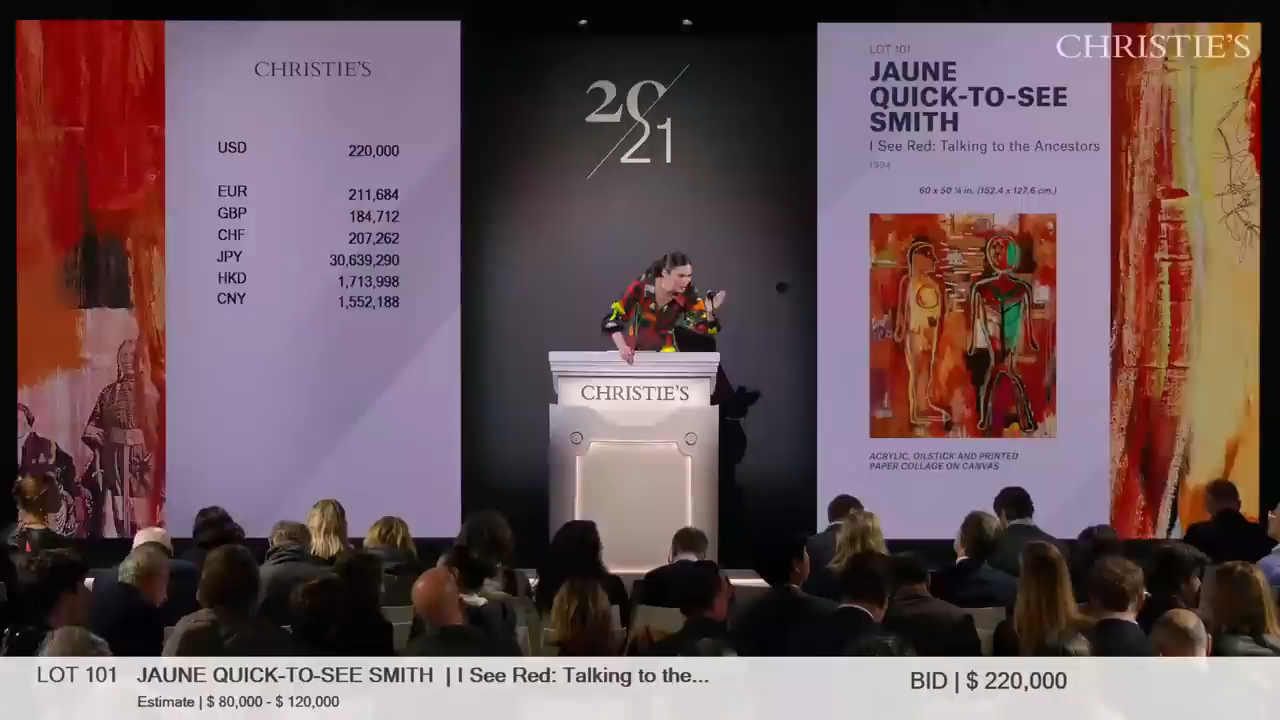 CHRISTIE'S
USD 220,000
EUR 211,684
GBP 184,712
CHF 207,262
JPY 30,639,290
HKD 1,713,998
CNY 1,552,188
20/21
CHRISTIE'S
CHRISTIE'S
LOT 101
JAUNE
QUICK-TO-SEE
SMITH
I See Red: Talking to the Ancestors
1994
60 x 50 ¼ in. (152.4 x 127.6 cm.)
ACRYLIC, OILSTICK AND PRINTED
PAPER COLLAGE ON CANVAS
LOT 101 JAUNE QUICK-TO-SEE SMITH | I See Red: Talking to the...
Estimate | $ 80,000 - $ 120,000
BID | $ 220,000